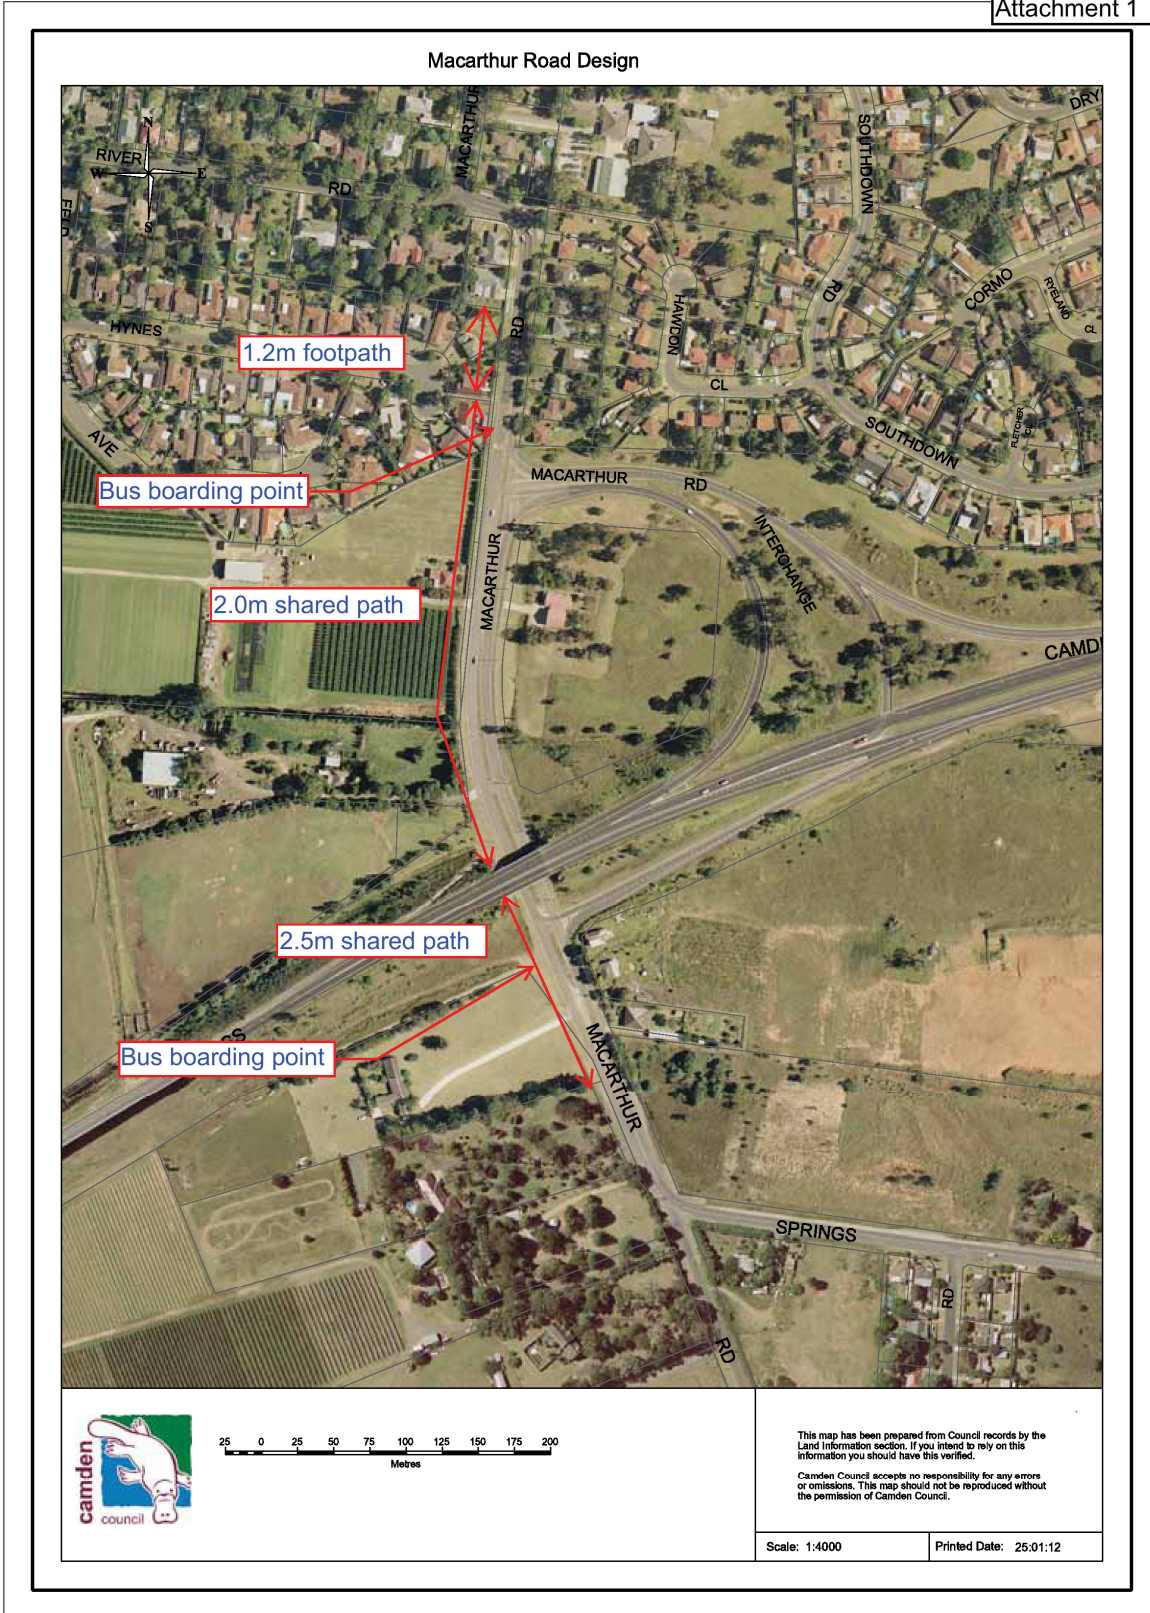 Attachment 1
Macarthur Road Design
N
W
E
S
RIVER
RD
MACARTHUR
SOUTHDOWN
DRY
RD
CORMO
RYELAND
CL
HAWDON
HYNES
RD
1.2m footpath
CL
FLETCHER
CL
SOUTHDOWN
AVE
Bus boarding point
MACARTHUR
RD
INTERCHANGE
MACARTHUR
2.0m shared path
CAMD
2.5m shared path
GS
Bus boarding point
MACARTHUR
SPRINGS
RD
RD
camden
council
25 0 25 50 75 100 125 150 175 200
Metres
This map has been prepared from Council records by the
Land Information section. If you intend to rely on this
information you should have this verified.
Camden Council accepts no responsibility for any errors
or omissions. This map should not be reproduced without
the permission of Camden Council.
Scale: 1:4000
Printed Date: 25:01:12